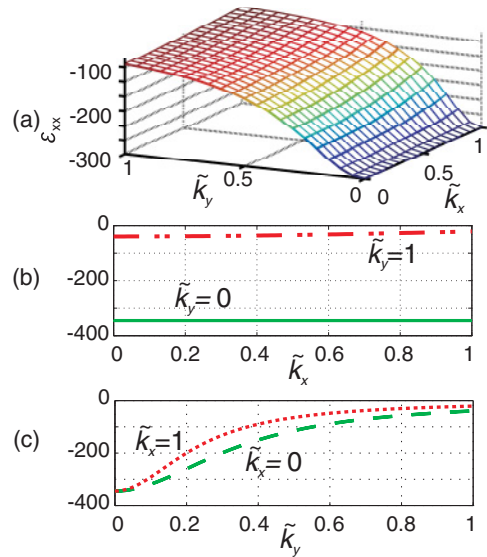 (a)
ε_xx
-100
-200
-300
1
0.5
0
k̃_y
0
0.5
1
k̃_x
(b)
0
-200
-400
k̃_y=1
k̃_y=0
0 0.2 0.4 0.6 0.8 1
k̃_x
(c)
0
-200
-400
k̃_x=1
k̃_x=0
0 0.2 0.4 0.6 0.8 1
k̃_y